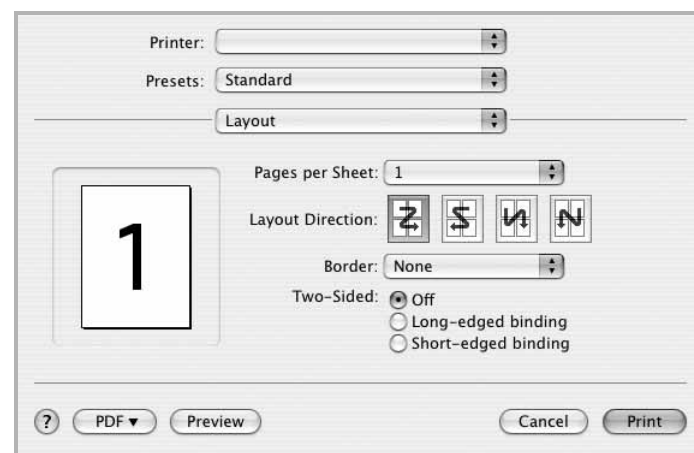 Printer:
Presets: Standard
Layout
Pages per Sheet: 1
Layout Direction:
1
Border: None
Two-Sided: Off
Long-edged binding
Short-edged binding
? PDF▼ Preview Cancel Print